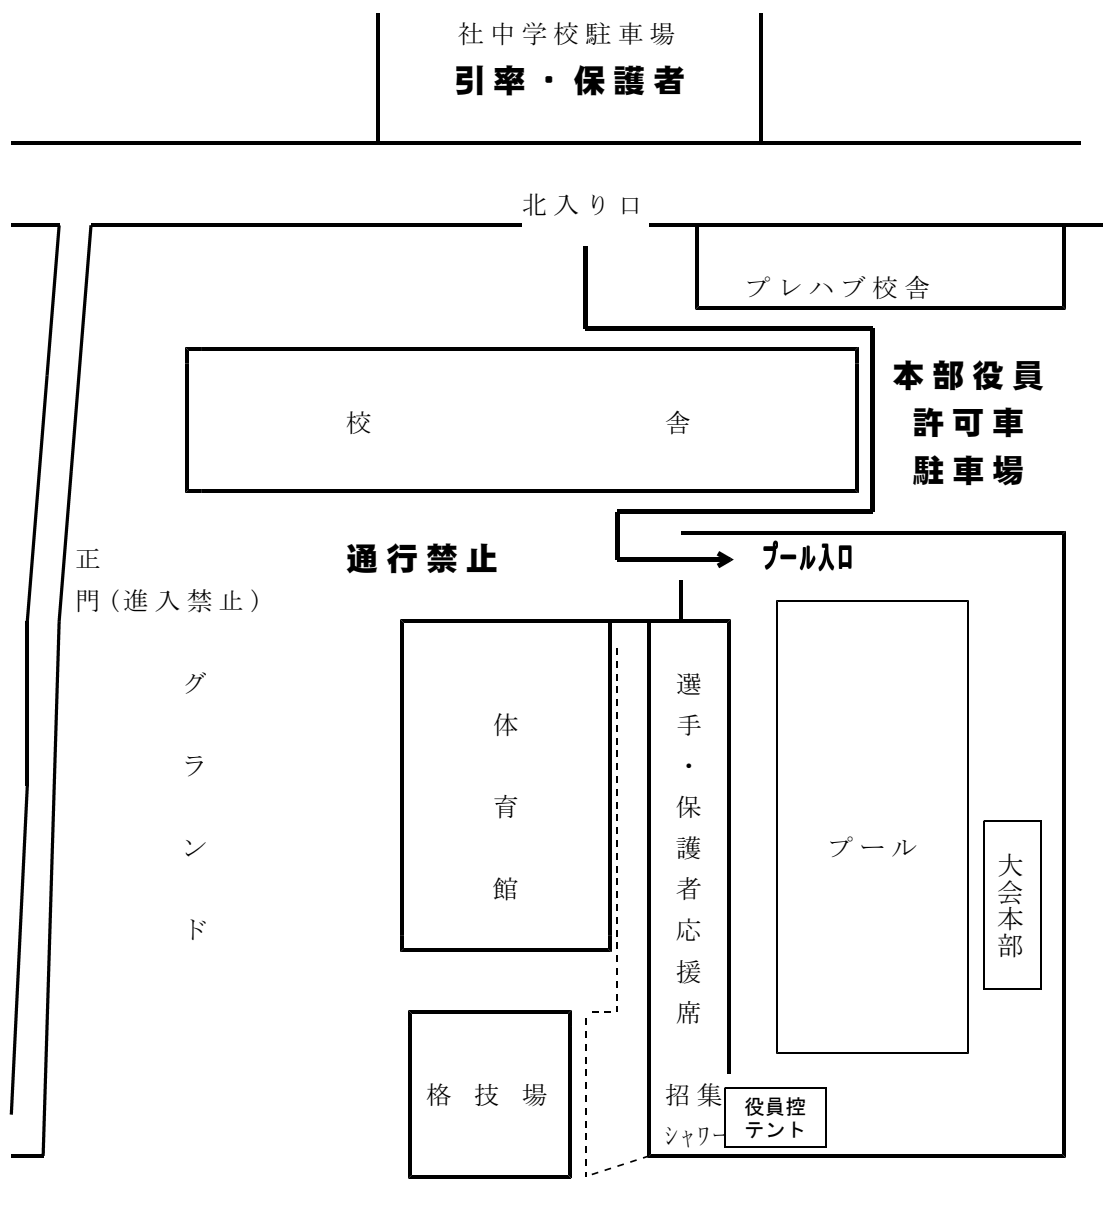 社中学校駐車場
引率・保護者
北入り口
プレハブ校舎
本部役員
許可車
駐車場
校舎
正
門(進入禁止)
通行禁止
プール入口
グランド
体育館
選手・保護者応援席
プール
大会本部
格技場
招集
シャワー
役員控
テント